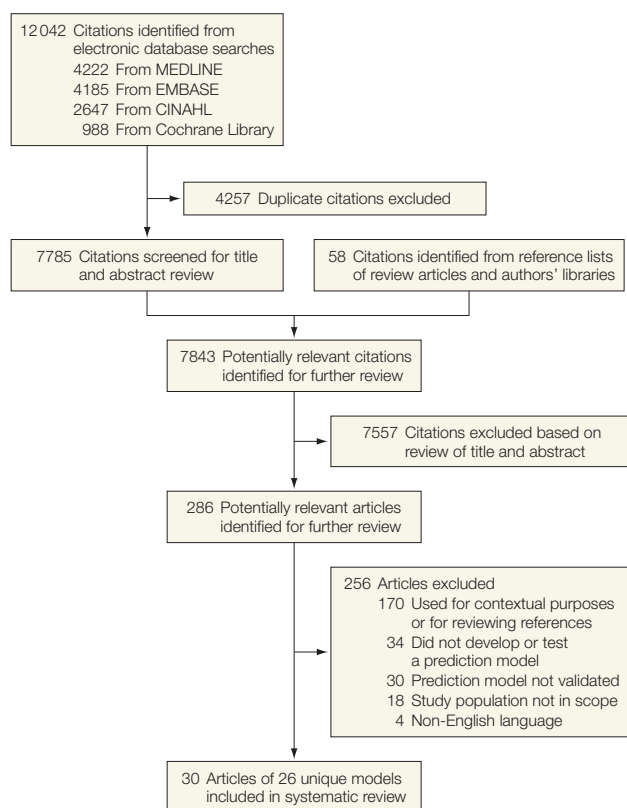 12 042 Citations identified from
electronic database searches
4222 From MEDLINE
4185 From EMBASE
2647 From CINAHL
988 From Cochrane Library
4257 Duplicate citations excluded
7785 Citations screened for title
and abstract review
58 Citations identified from reference lists
of review articles and authors' libraries
7843 Potentially relevant citations
identified for further review
7557 Citations excluded based on
review of title and abstract
286 Potentially relevant articles
identified for further review
256 Articles excluded
170 Used for contextual purposes
or for reviewing references
34 Did not develop or test
a prediction model
30 Prediction model not validated
18 Study population not in scope
4 Non-English language
30 Articles of 26 unique models
included in systematic review